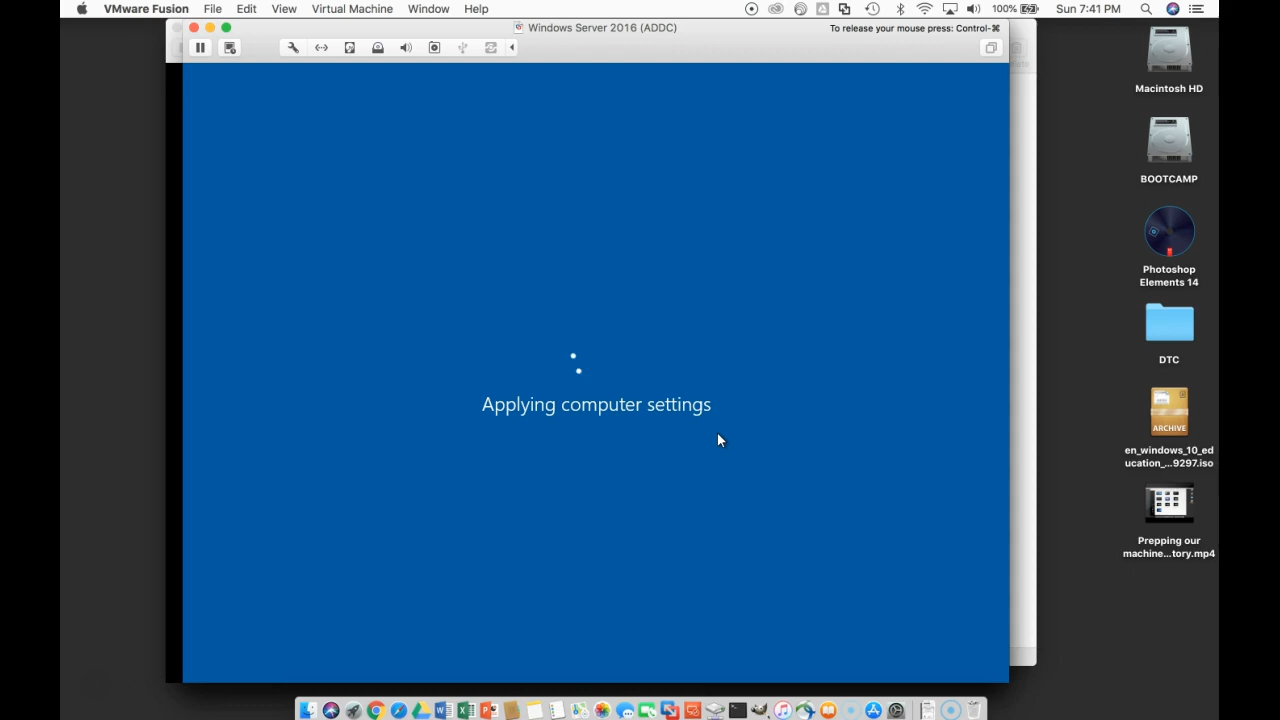 VMware Fusion File Edit View Virtual Machine Window Help 100% Sun 7:41 PM
Windows Server 2016 (ADDC)
To release your mouse press: Control-⌘
Macintosh HD
BOOTCAMP
Photoshop
Elements 14
DTC
ARCHIVE
en_windows_10_ed
ucation_...9297.iso
Prepping our
machine...tory.mp4
Applying computer settings